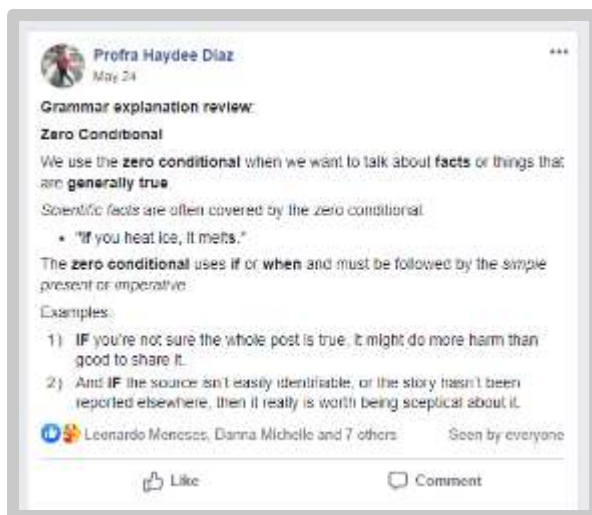 Profra Haydee Diaz
May 24
Grammar explanation review:
Zero Conditional
We use the zero conditional when we want to talk about facts or things that
are generally true.
Scientific facts are often covered by the zero conditional.
• "If you heat ice, it melts."
The zero conditional uses if or when and must be followed by the simple
present or imperative.
Examples:
1) IF you're not sure the whole post is true, it might do more harm than
good to share it.
2) And IF the source isn't easily identifiable, or the story hasn't been
reported elsewhere, then it really is worth being sceptical about it.
Leonardo Meneses, Danna Michelle and 7 others Seen by everyone
Like Comment